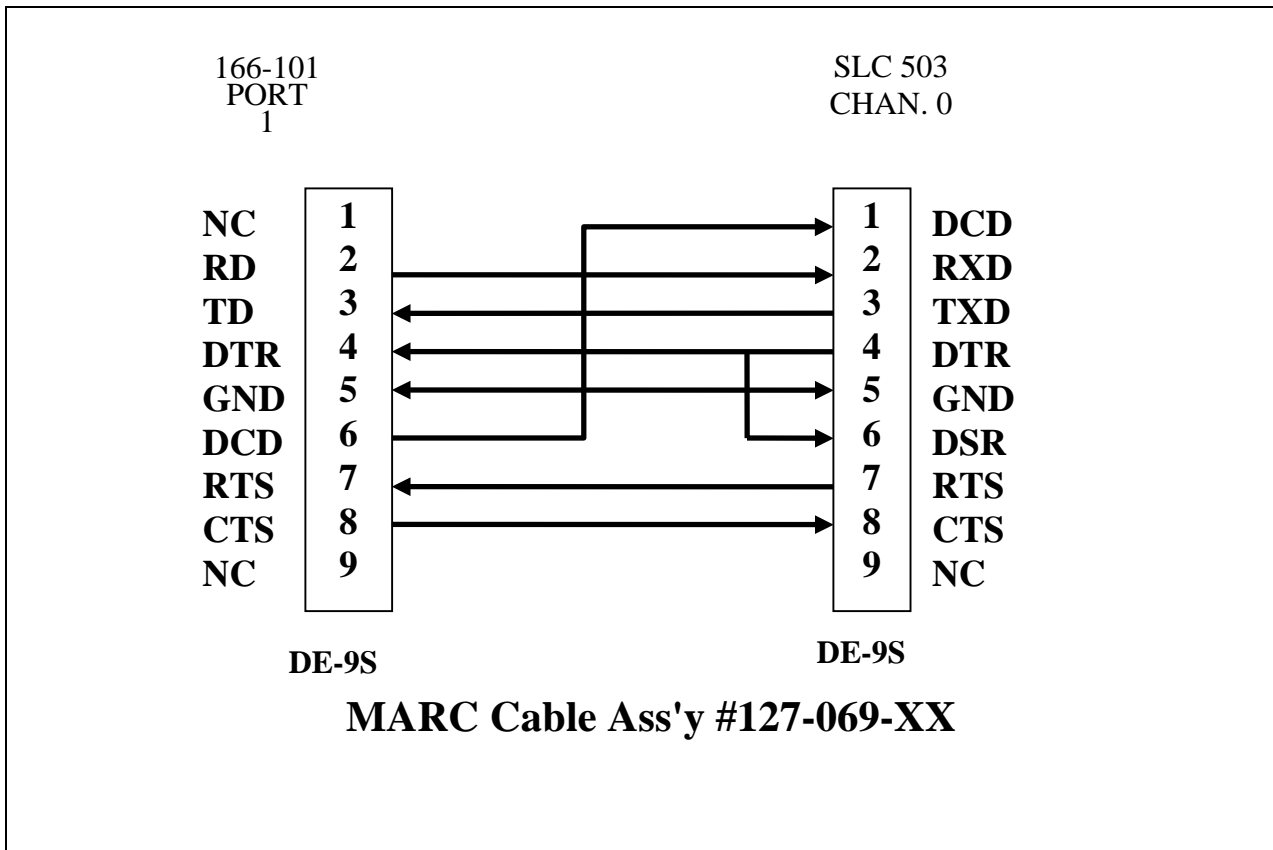 166-101
PORT
1
SLC 503
CHAN. 0
NC 1 1 DCD
RD 2 2 RXD
TD 3 3 TXD
DTR 4 4 DTR
GND 5 5 GND
DCD 6 6 DSR
RTS 7 7 RTS
CTS 8 8 CTS
NC 9 9 NC
DE-9S DE-9S
MARC Cable Ass'y #127-069-XX